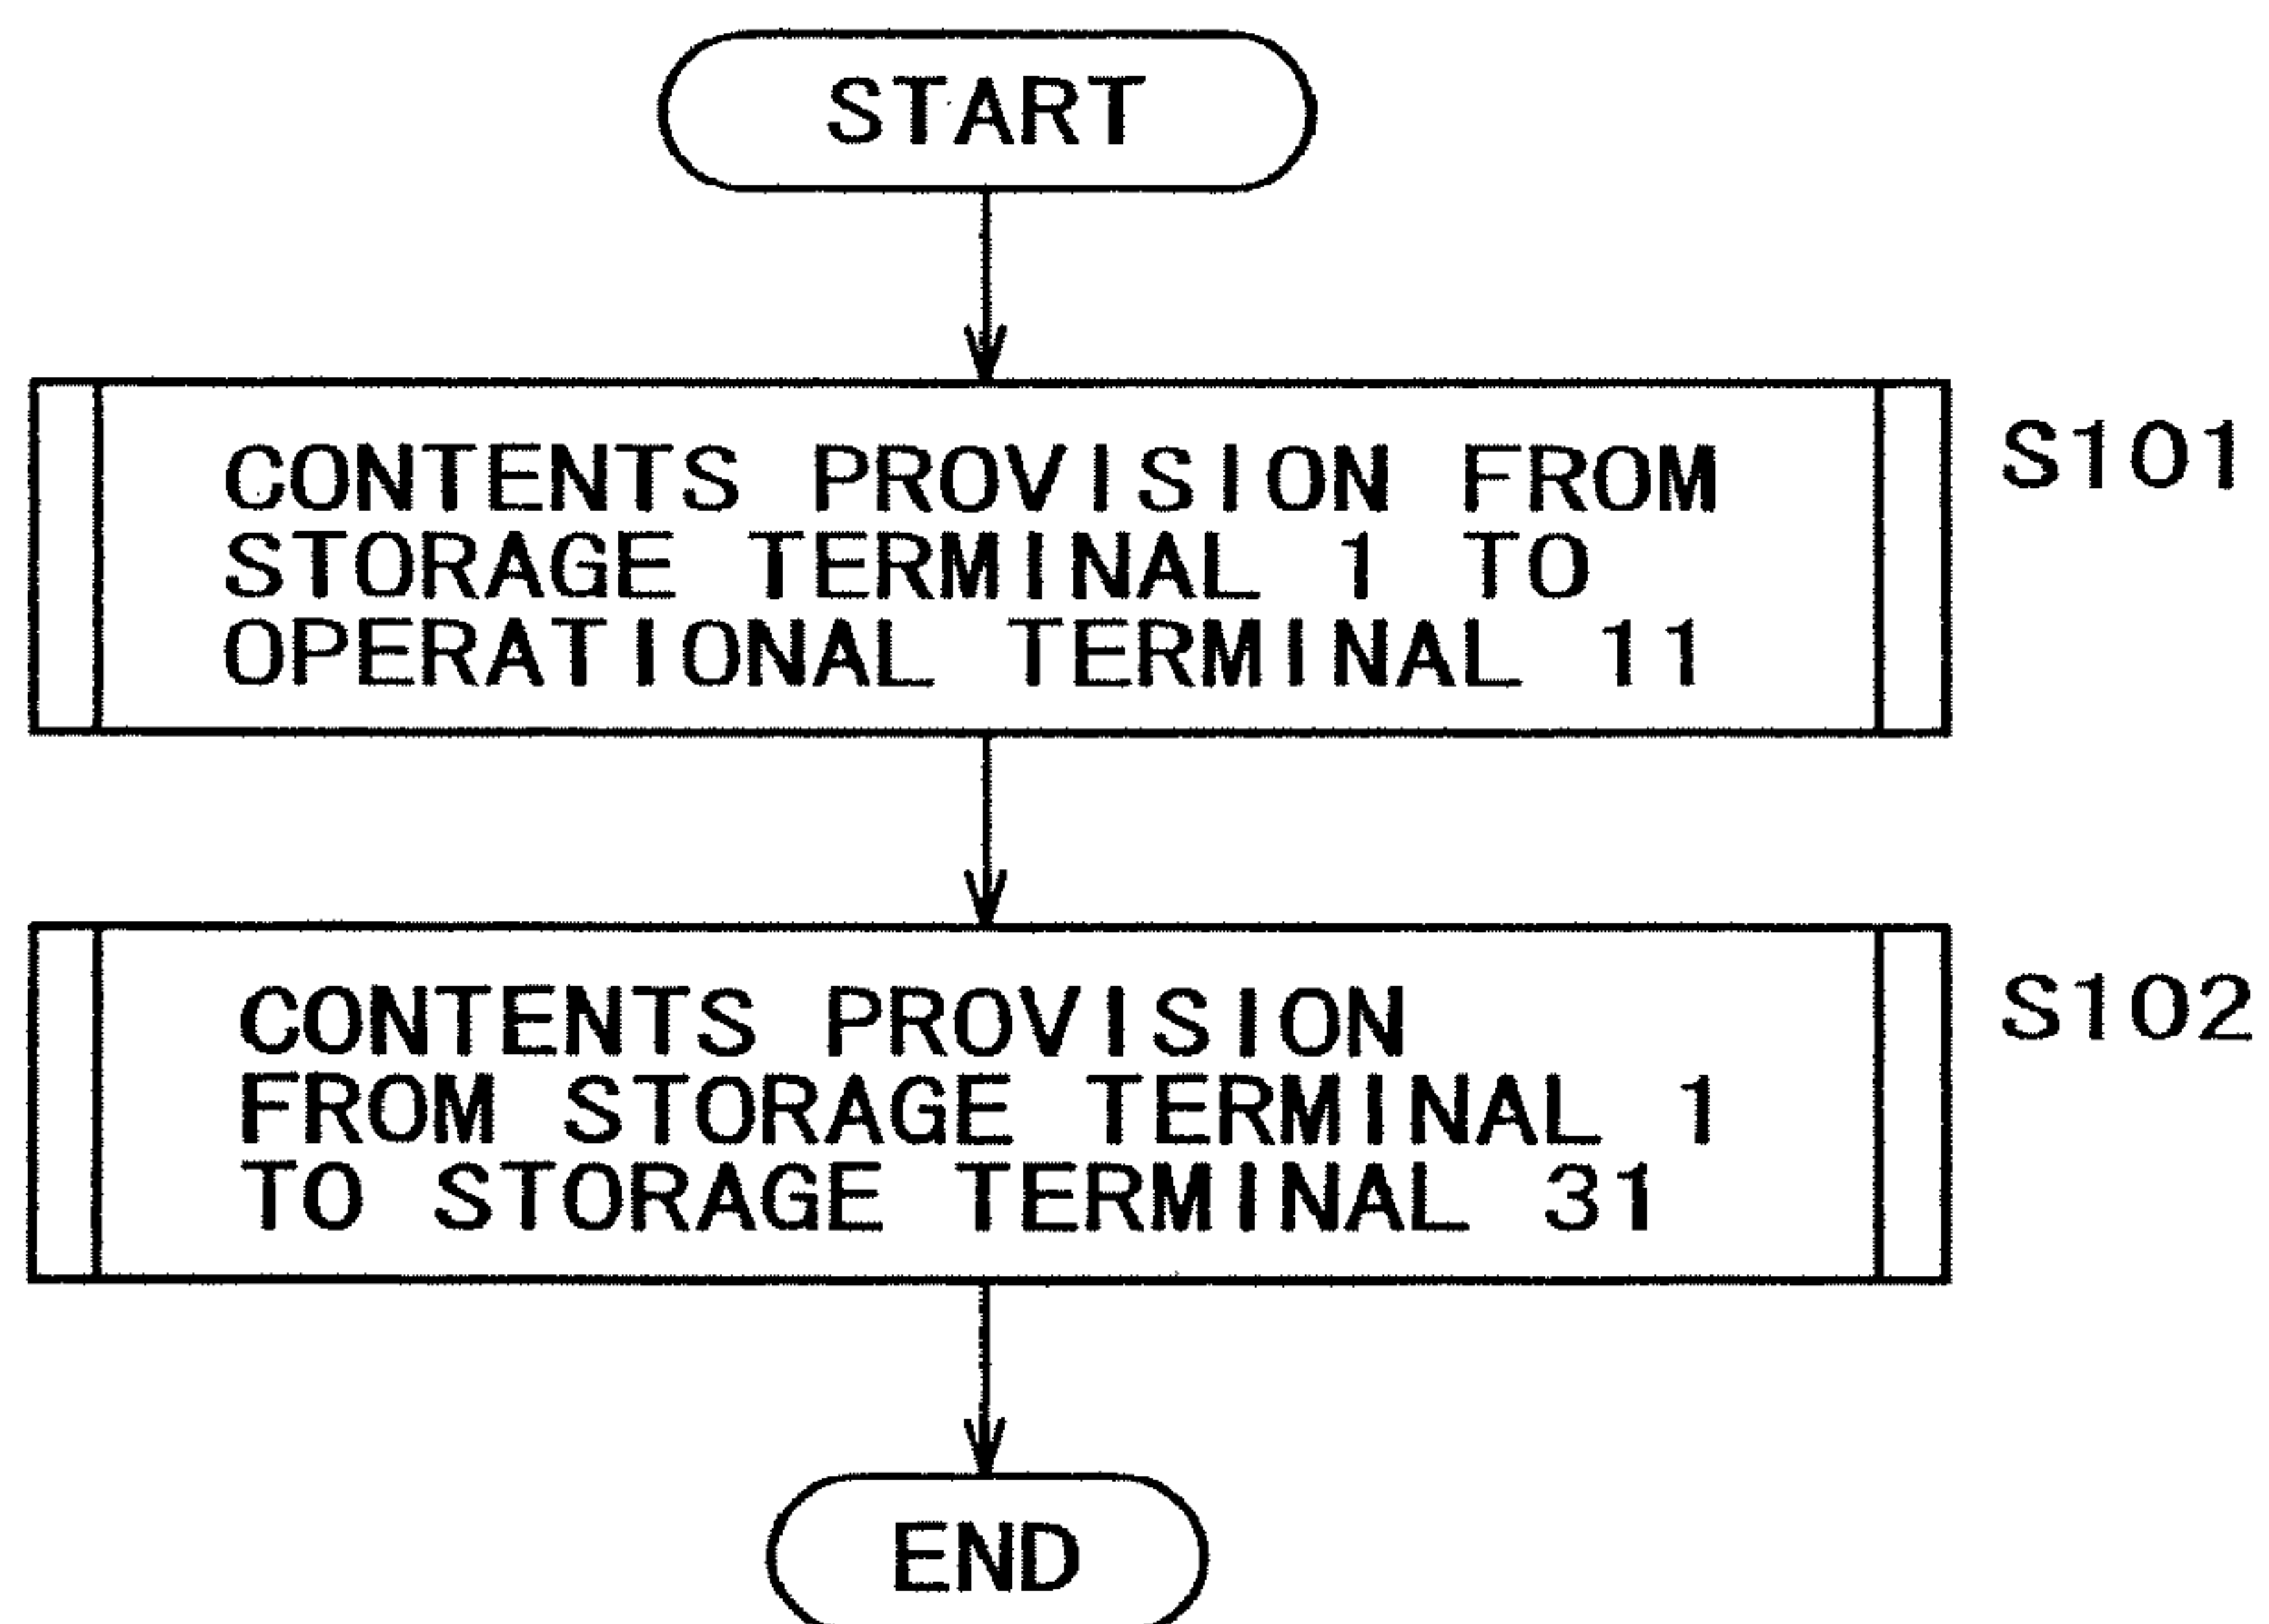 START
CONTENTS PROVISION FROM
STORAGE TERMINAL 1 TO
OPERATIONAL TERMINAL 11
S101
CONTENTS PROVISION
FROM STORAGE TERMINAL 1
TO STORAGE TERMINAL 31
S102
END